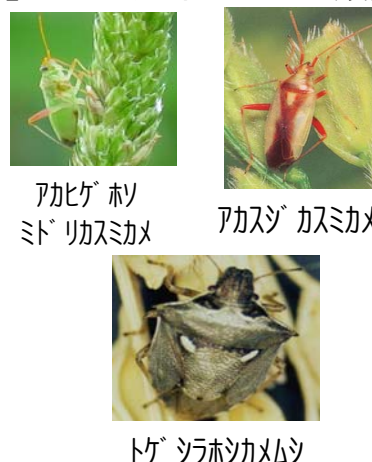 ｱｶﾋｹﾞﾎｿ
ﾐﾄﾞﾘｶｽﾐｶﾒ
ｱｶｽｼﾞｶｽﾐｶﾒ
ﾄｹﾞｼﾗﾎｼｶﾒﾑｼ